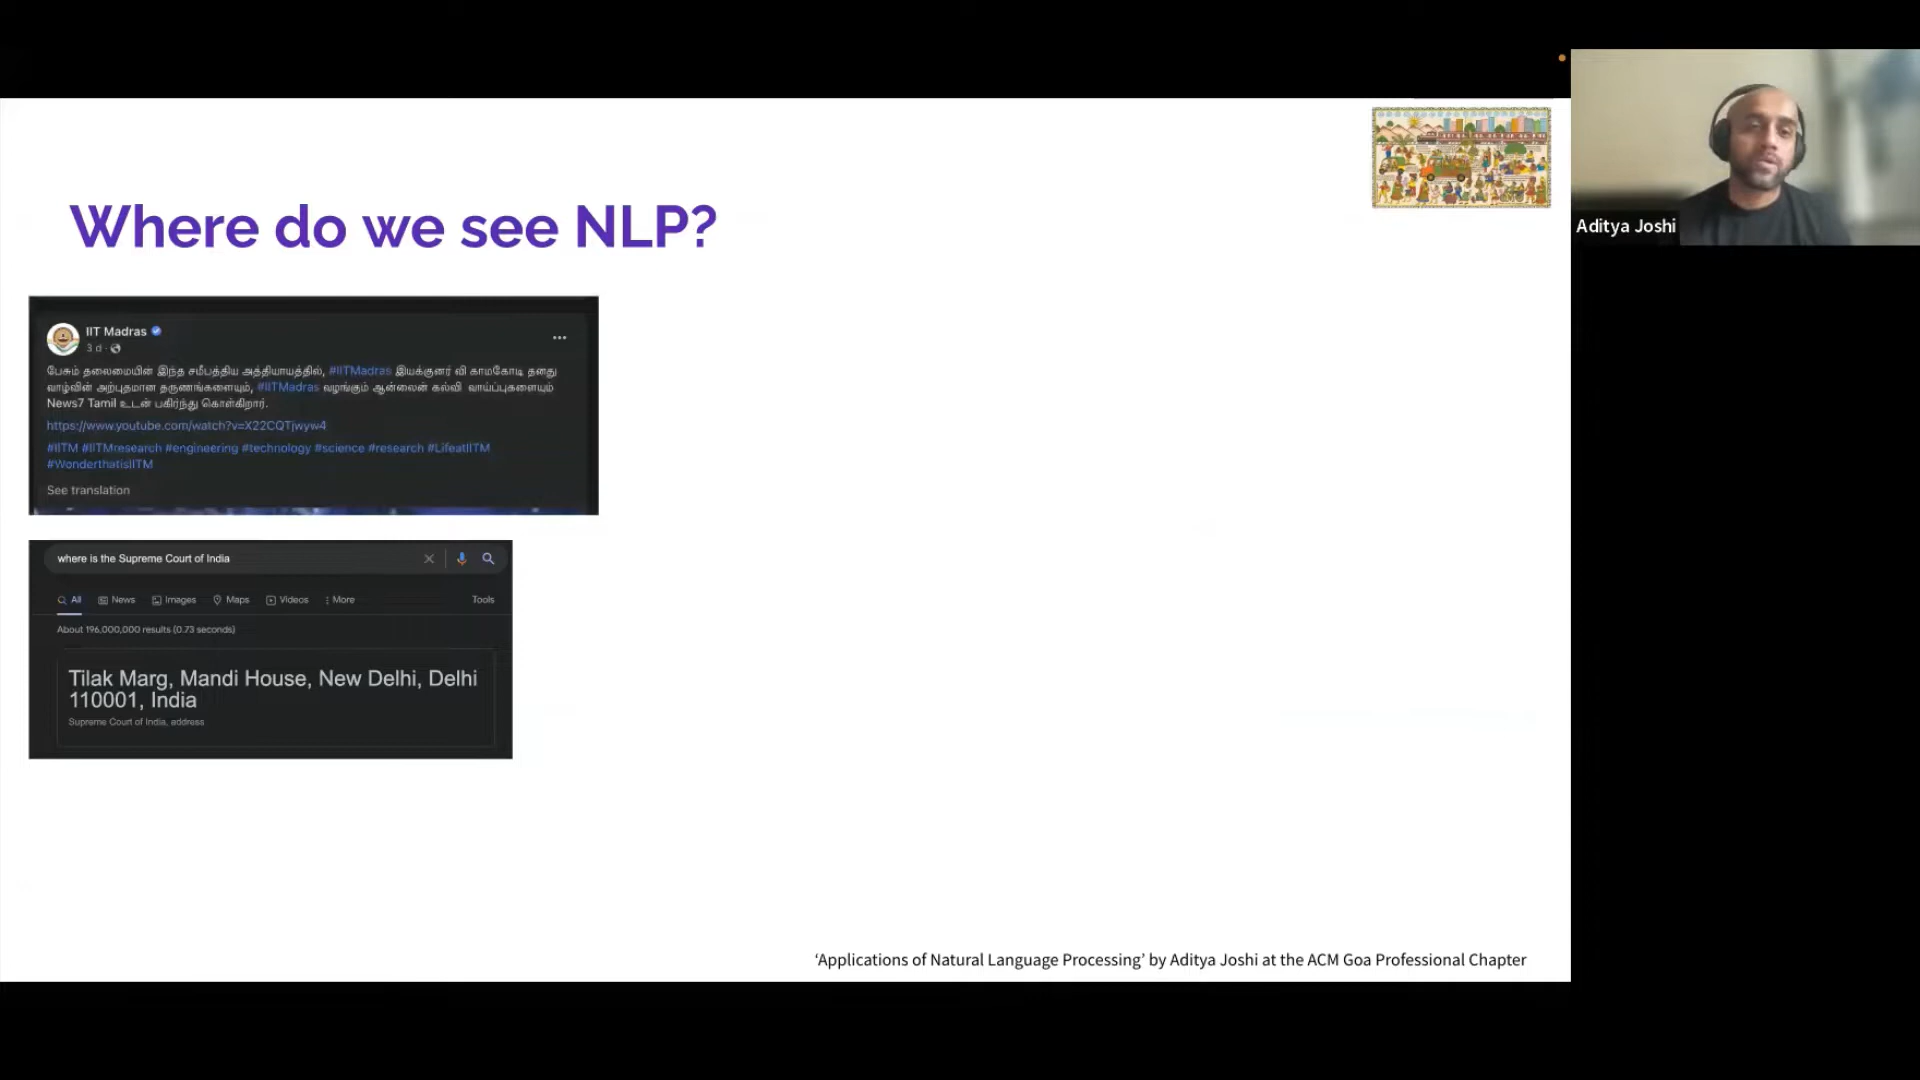 Aditya Joshi
Where do we see NLP?
IIT Madras
3 d
பேசும் தலைமையின் இந்த சமீபத்திய அத்தியாயத்தில், #IITMadras இயக்குனர் வி காமகோடி தனது
வாழ்வின் அற்புதமான தருணங்களையும், #IITMadras வழங்கும் ஆன்லைன் கல்வி வாய்ப்புகளையும்
News7 Tamil உடன் பகிர்ந்து கொள்கிறார்.
https://www.youtube.com/watch?v=X22CQTjwyw4
#IITM #IITMresearch #engineering #technology #science #research #LifeatIITM
#WonderthatisIITM
See translation
where is the Supreme Court of India
All News Images Maps Videos More Tools
About 196,000,000 results (0.73 seconds)
Tilak Marg, Mandi House, New Delhi, Delhi
110001, India
Supreme Court of India, address
‘Applications of Natural Language Processing’ by Aditya Joshi at the ACM Goa Professional Chapter